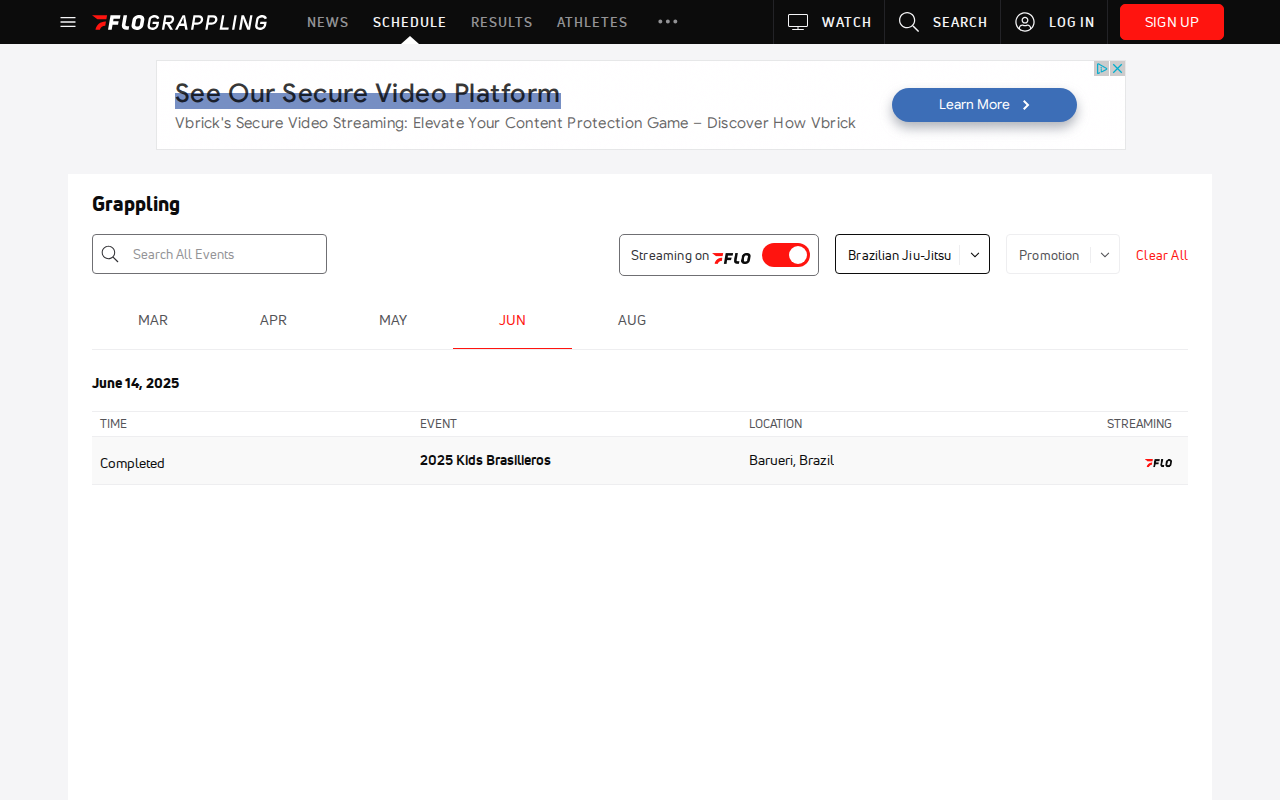 FLOGRAPPLING NEWS SCHEDULE RESULTS ATHLETES WATCH SEARCH LOG IN SIGN UP
See Our Secure Video Platform
Vbrick's Secure Video Streaming: Elevate Your Content Protection Game – Discover How Vbrick
Learn More
Grappling
Search All Events
Streaming on FLO
Brazilian Jiu-Jitsu
Promotion
Clear All
MAR APR MAY JUN AUG
June 14, 2025
TIME EVENT LOCATION STREAMING
Completed 2025 Kids Brasilieros Barueri, Brazil FLO